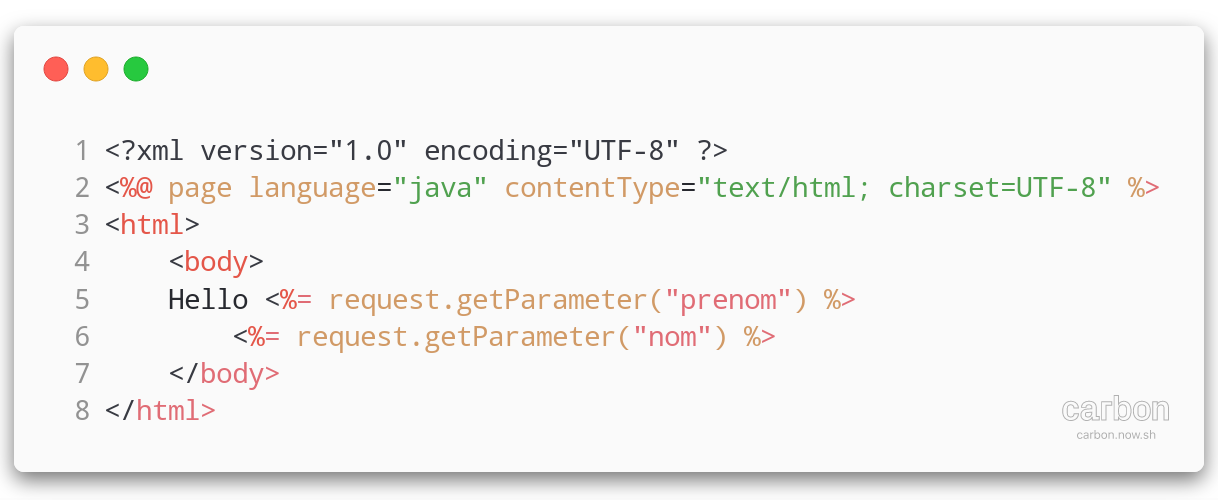 1 <?xml version="1.0" encoding="UTF-8" ?>
2 <%@ page language="java" contentType="text/html; charset=UTF-8" %>
3 <html>
4     <body>
5     Hello <%= request.getParameter("prenom") %>
6         <%= request.getParameter("nom") %>
7     </body>
8 </html>
carbon
carbon.now.sh